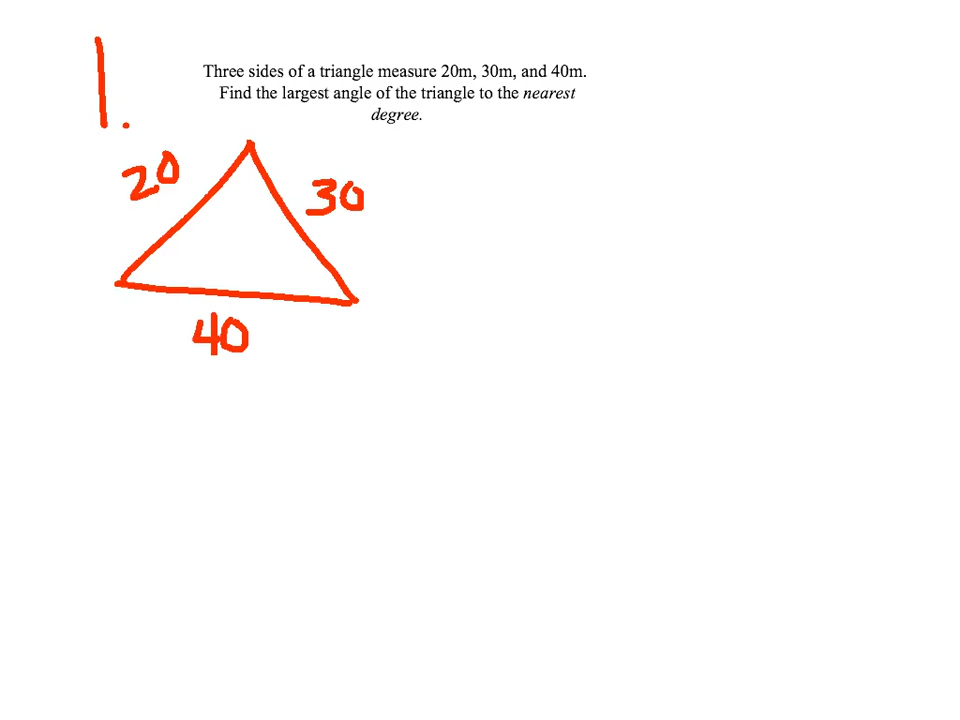 1.
Three sides of a triangle measure 20m, 30m, and 40m.
Find the largest angle of the triangle to the nearest
degree.
20
30
40